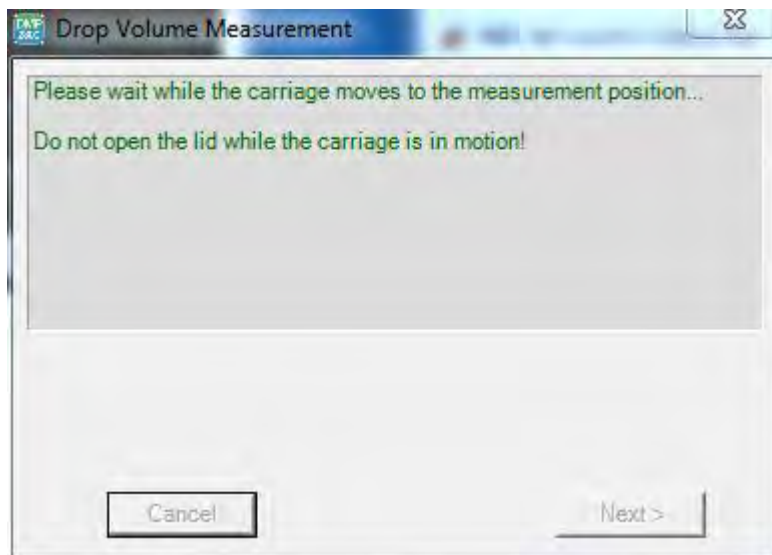 Drop Volume Measurement
Please wait while the carriage moves to the measurement position...
Do not open the lid while the carriage is in motion!
Cancel
Next >